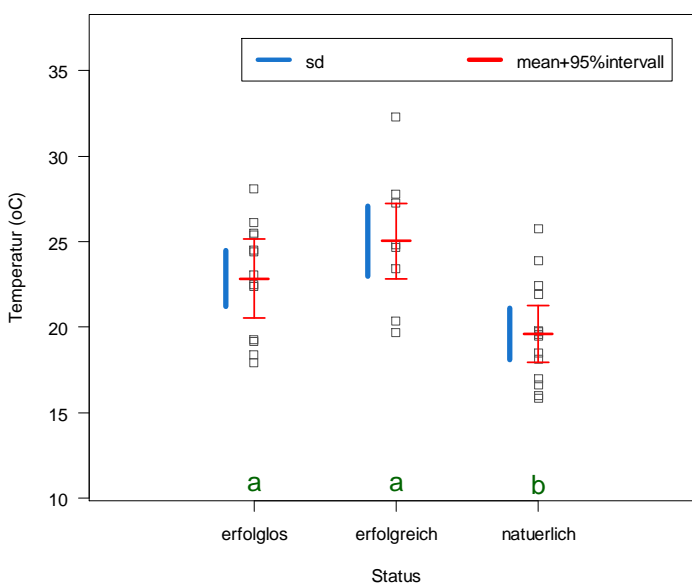 sd mean+95%intervall
35
30
25
20
15
10
Temperatur (oC)
a a b
erfolglos erfolgreich natuerlich
Status